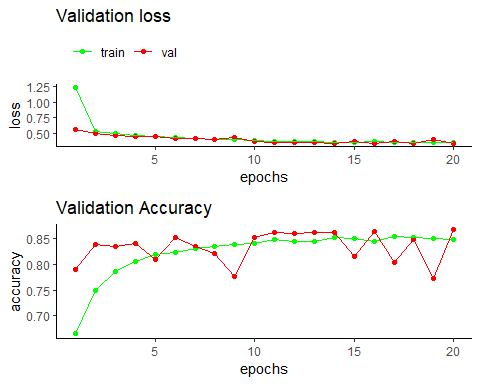 Validation loss
train val
1.25
1.00
0.75
0.50
loss
5 10 15 20
epochs
Validation Accuracy
0.85
0.80
0.75
0.70
accuracy
5 10 15 20
epochs